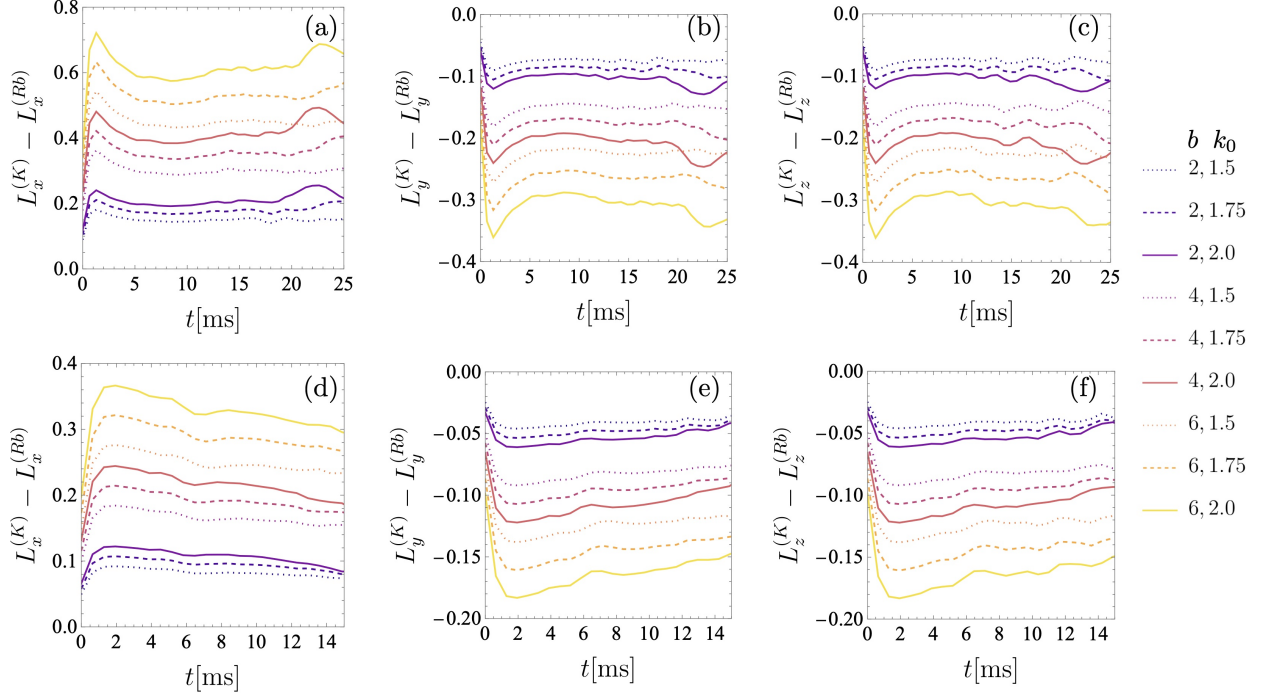 (a)
L_x^{(K)} − L_x^{(Rb)}
0.8
0.6
0.4
0.2
0.0
0 5 10 15 20 25
t[ms]
(b)
L_y^{(K)} − L_y^{(Rb)}
0.0
−0.1
−0.2
−0.3
−0.4
0 5 10 15 20 25
t[ms]
(c)
L_z^{(K)} − L_z^{(Rb)}
0.0
−0.1
−0.2
−0.3
−0.4
0 5 10 15 20 25
t[ms]
b k_0
2, 1.5
2, 1.75
2, 2.0
4, 1.5
4, 1.75
4, 2.0
6, 1.5
6, 1.75
6, 2.0
(d)
L_x^{(K)} − L_x^{(Rb)}
0.4
0.3
0.2
0.1
0.0
0 2 4 6 8 10 12 14
t[ms]
(e)
L_y^{(K)} − L_y^{(Rb)}
0.00
−0.05
−0.10
−0.15
−0.20
0 2 4 6 8 10 12 14
t[ms]
(f)
L_z^{(K)} − L_z^{(Rb)}
0.00
−0.05
−0.10
−0.15
−0.20
0 2 4 6 8 10 12 14
t[ms]